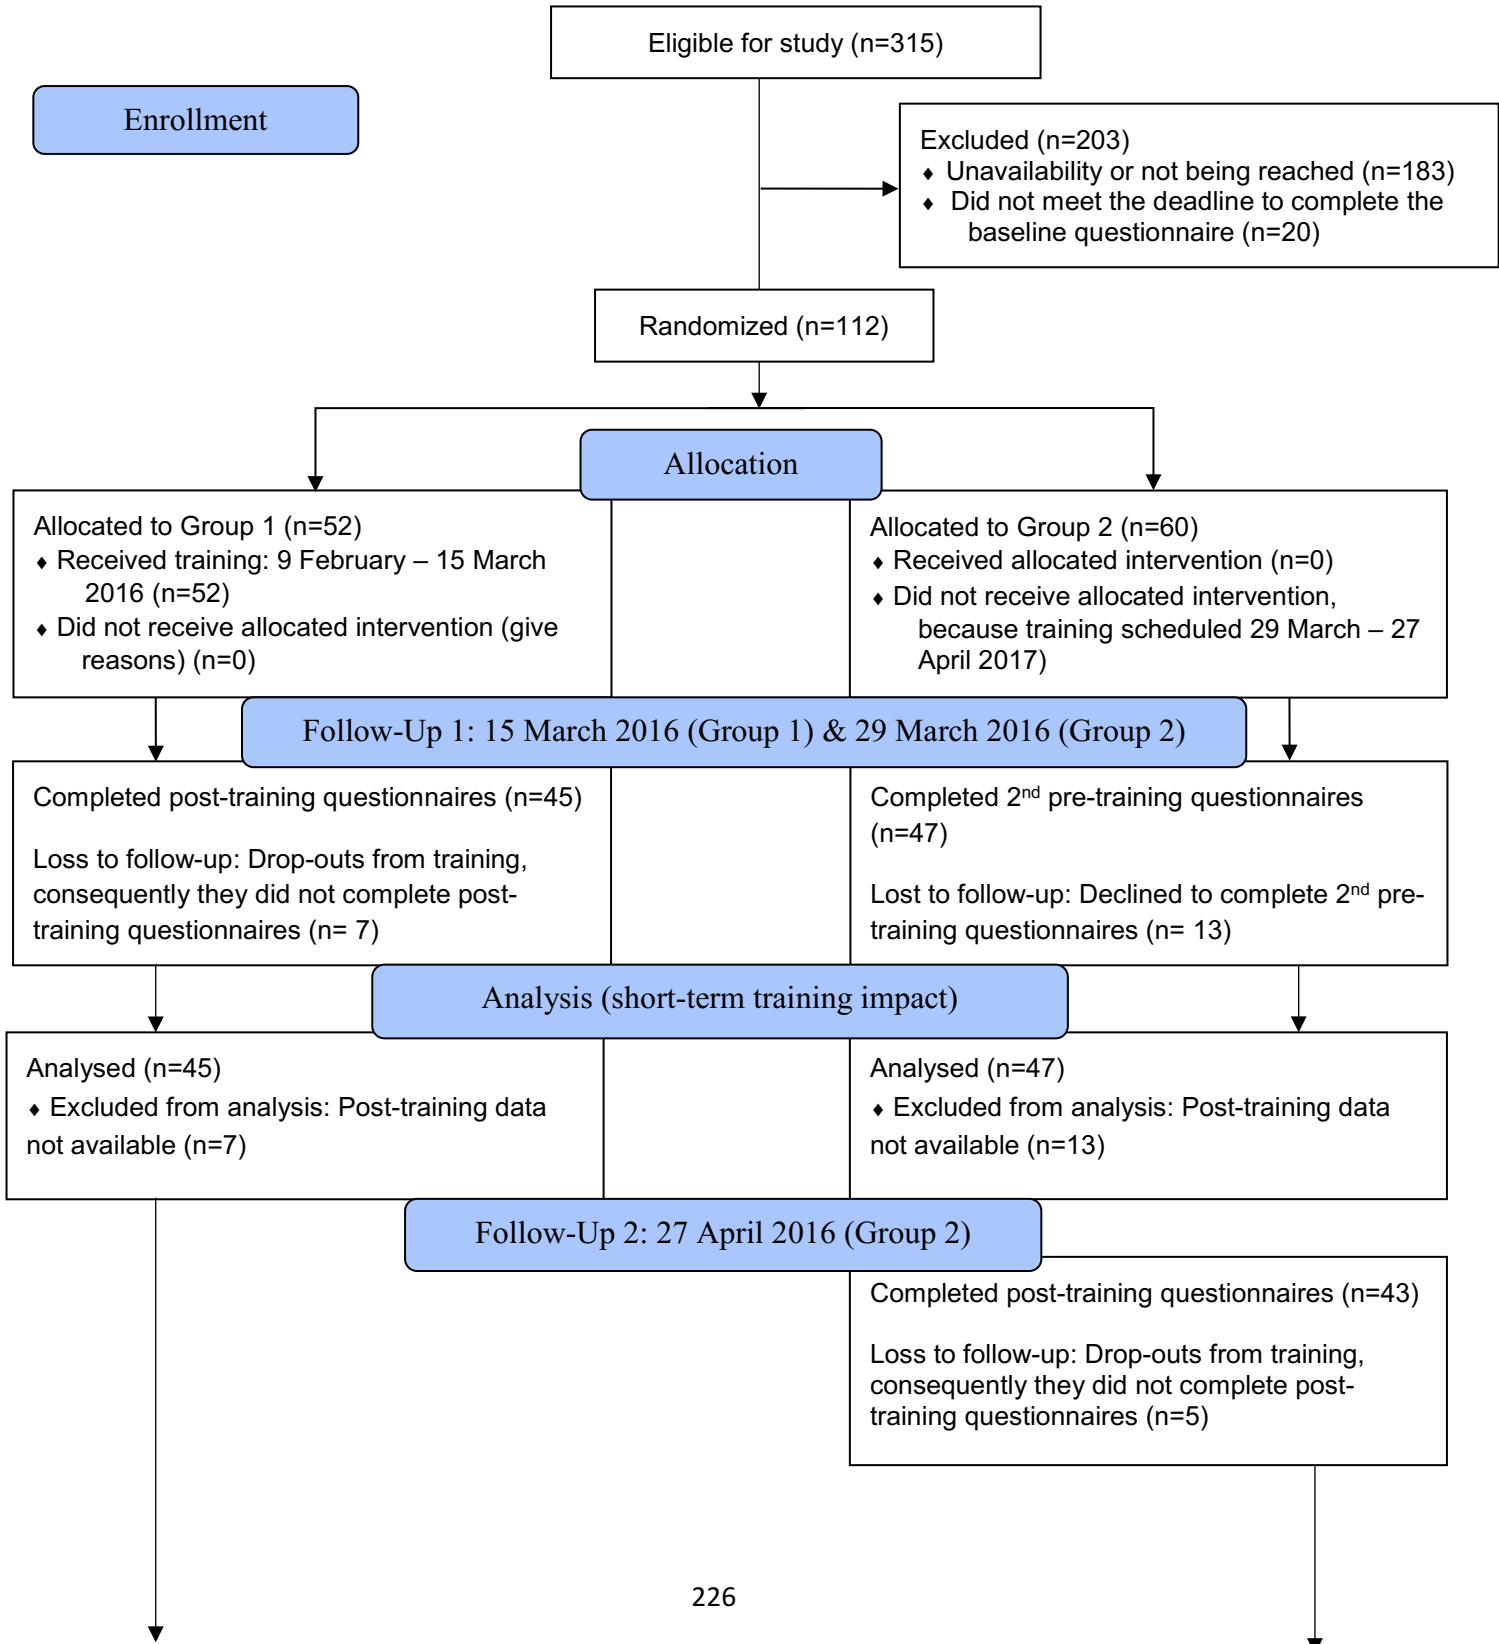 Eligible for study (n=315)
Enrollment
Excluded (n=203)
♦ Unavailability or not being reached (n=183)
♦ Did not meet the deadline to complete the
baseline questionnaire (n=20)
Randomized (n=112)
Allocation
Allocated to Group 1 (n=52)
♦ Received training: 9 February – 15 March
2016 (n=52)
♦ Did not receive allocated intervention (give
reasons) (n=0)
Allocated to Group 2 (n=60)
♦ Received allocated intervention (n=0)
♦ Did not receive allocated intervention,
because training scheduled 29 March – 27
April 2017)
Follow-Up 1: 15 March 2016 (Group 1) & 29 March 2016 (Group 2)
Completed post-training questionnaires (n=45)
Loss to follow-up: Drop-outs from training,
consequently they did not complete post-
training questionnaires (n= 7)
Completed 2nd pre-training questionnaires
(n=47)
Lost to follow-up: Declined to complete 2nd pre-
training questionnaires (n= 13)
Analysis (short-term training impact)
Analysed (n=45)
♦ Excluded from analysis: Post-training data
not available (n=7)
Analysed (n=47)
♦ Excluded from analysis: Post-training data
not available (n=13)
Follow-Up 2: 27 April 2016 (Group 2)
Completed post-training questionnaires (n=43)
Loss to follow-up: Drop-outs from training,
consequently they did not complete post-
training questionnaires (n=5)
226